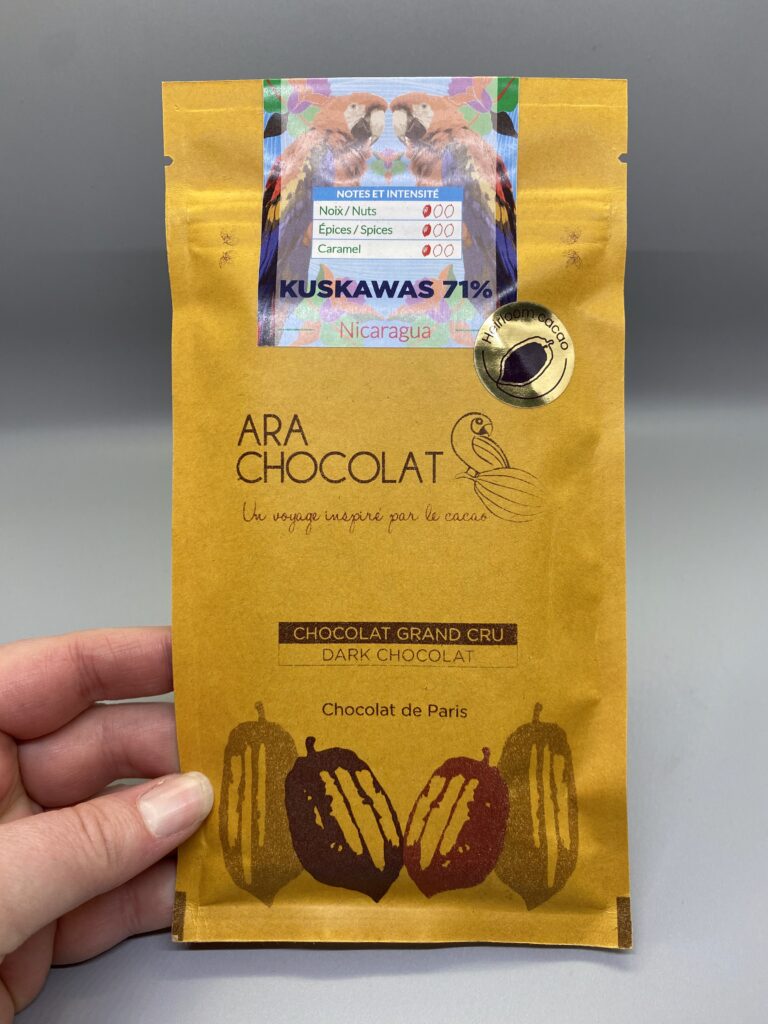 NOTES ET INTENSITÉ
Noix / Nuts
Épices / Spices
Caramel
KUSKAWAS 71%
Nicaragua
Heirloom cacao
ARA
CHOCOLAT
Un voyage inspiré par le cacao
CHOCOLAT GRAND CRU
DARK CHOCOLAT
Chocolat de Paris